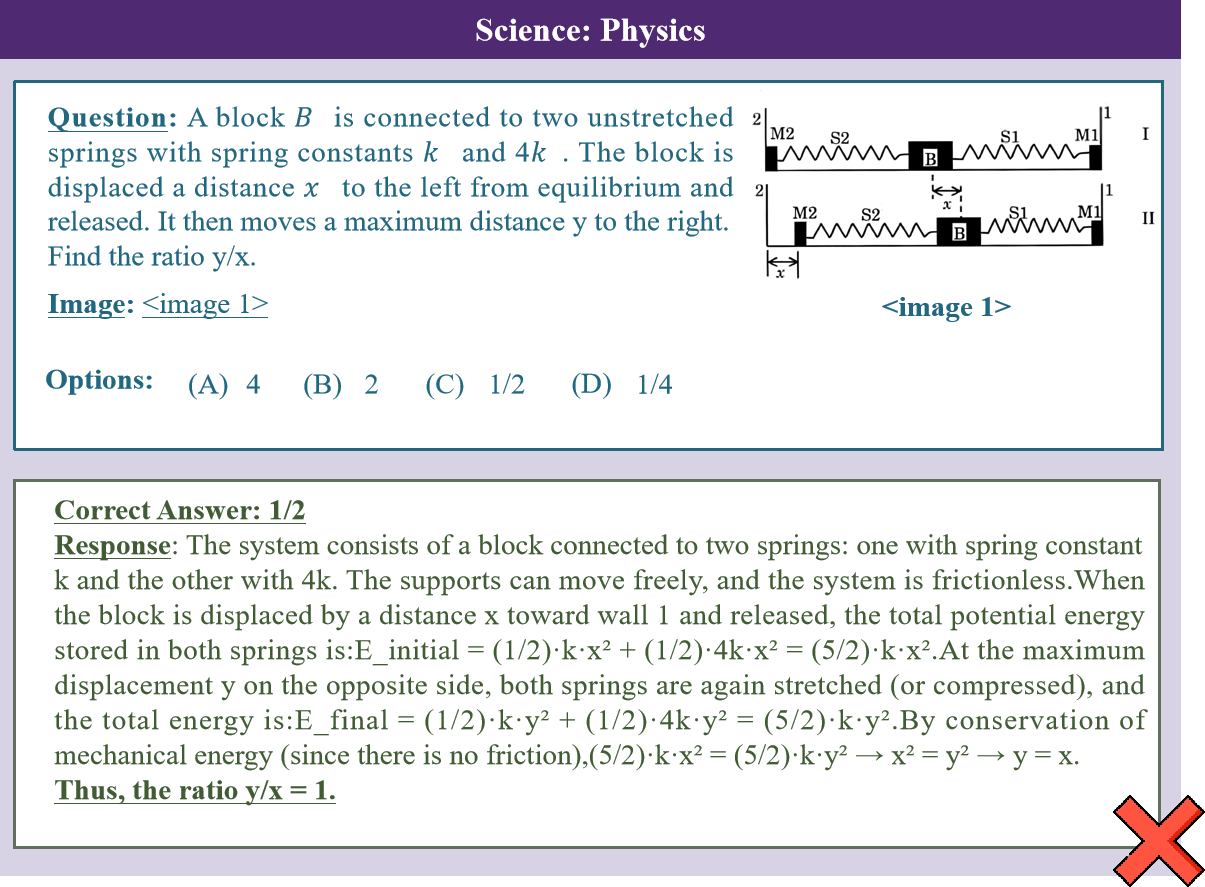 Science: Physics
Question: A block B is connected to two unstretched
springs with spring constants k and 4k . The block is
displaced a distance x to the left from equilibrium and
released. It then moves a maximum distance y to the right.
Find the ratio y/x.
Image: <image 1>
2 M2 S2 B S1 M1 1 I
x
2 M2 S2 B S1 M1 1 II
x
<image 1>
Options: (A) 4 (B) 2 (C) 1/2 (D) 1/4
Correct Answer: 1/2
Response: The system consists of a block connected to two springs: one with spring constant
k and the other with 4k. The supports can move freely, and the system is frictionless.When
the block is displaced by a distance x toward wall 1 and released, the total potential energy
stored in both springs is:E_initial = (1/2)·k·x² + (1/2)·4k·x² = (5/2)·k·x².At the maximum
displacement y on the opposite side, both springs are again stretched (or compressed), and
the total energy is:E_final = (1/2)·k·y² + (1/2)·4k·y² = (5/2)·k·y².By conservation of
mechanical energy (since there is no friction),(5/2)·k·x² = (5/2)·k·y² → x² = y² → y = x.
Thus, the ratio y/x = 1.